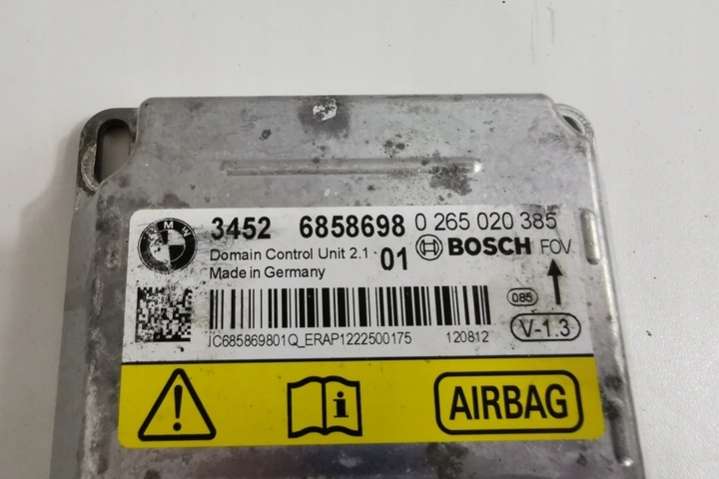 BMW
3452 6858698 0 265 020 385
Domain Control Unit 2.1 01 BOSCH FOV
Made in Germany
085
V-1.3
JC685869801Q_ERAP1222500175 120812
AIRBAG